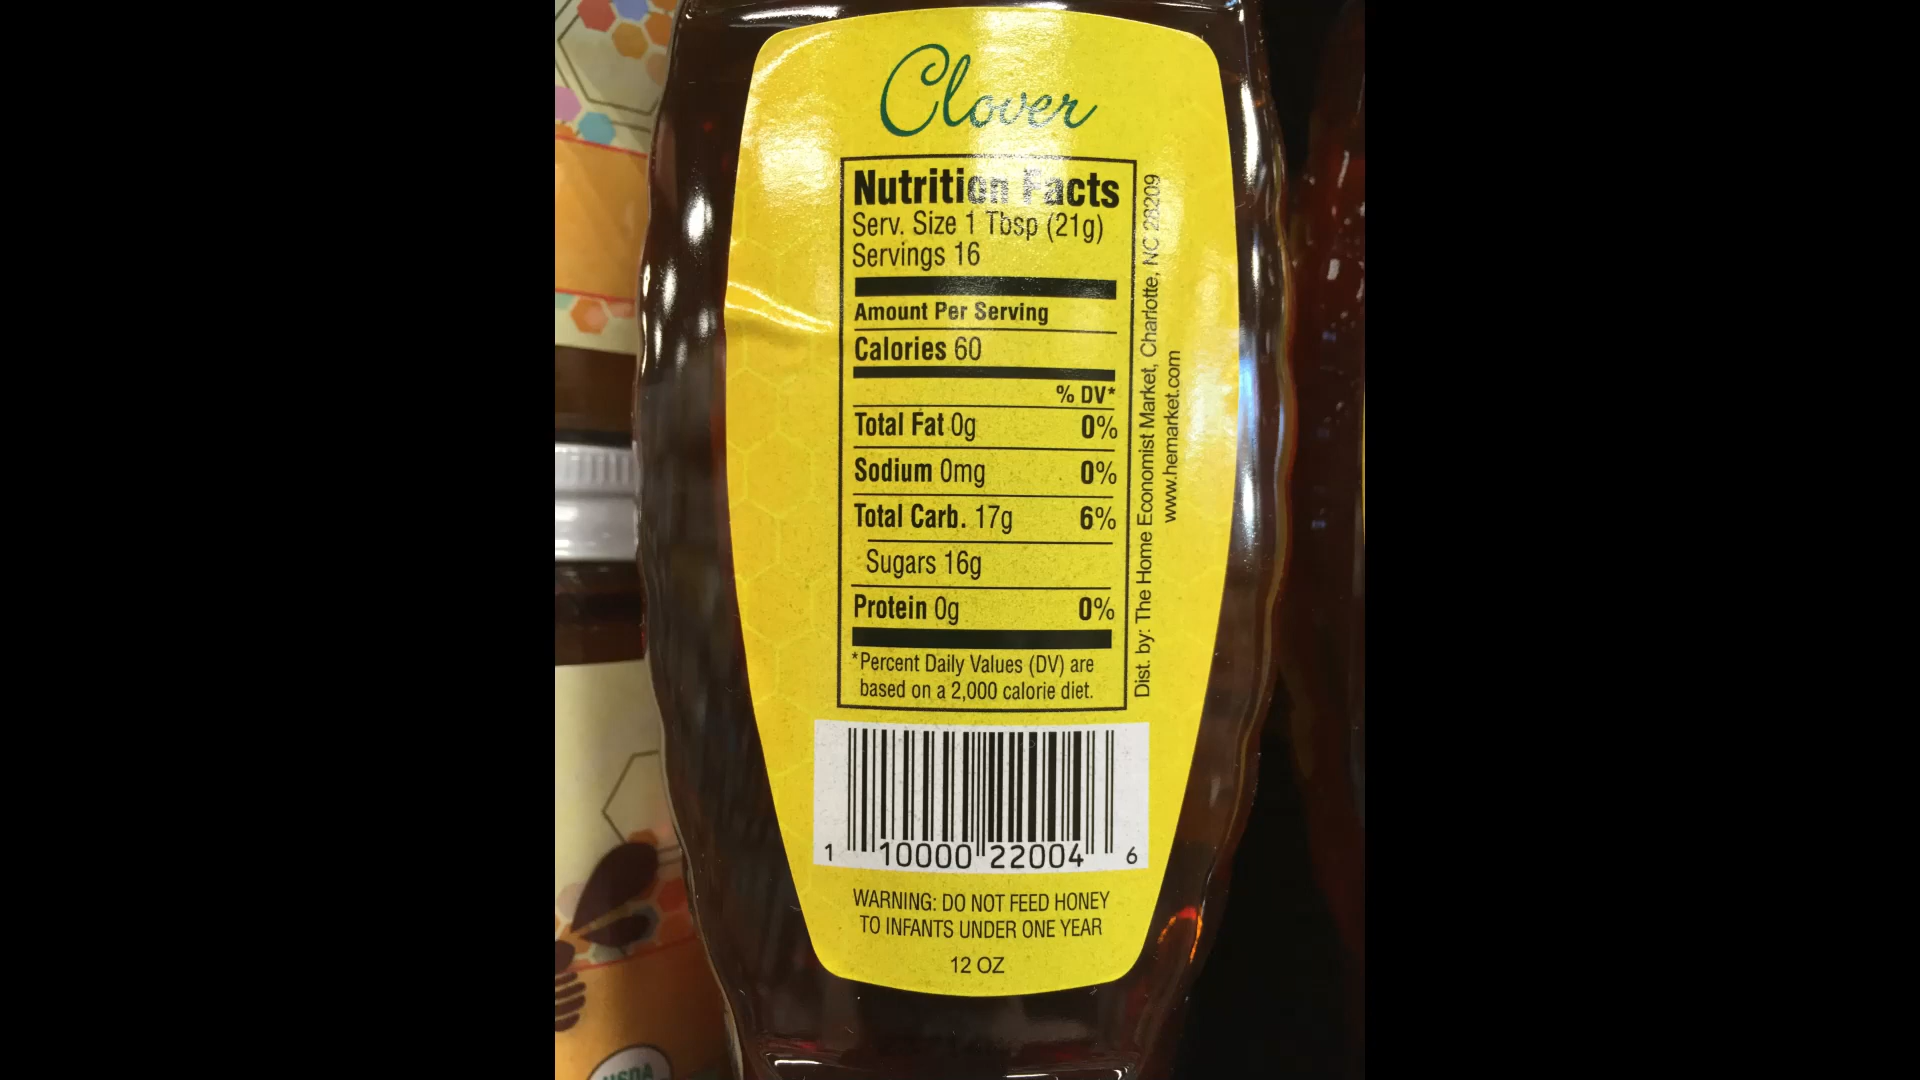 Clover
Nutrition Facts
Serv. Size 1 Tbsp (21g)
Servings 16
Amount Per Serving
Calories 60
% DV*
Total Fat 0g 0%
Sodium 0mg 0%
Total Carb. 17g 6%
Sugars 16g
Protein 0g 0%
*Percent Daily Values (DV) are
based on a 2,000 calorie diet.
Dist. by: The Home Economist Market, Charlotte, NC 28209
www.hemarket.com
1 10000 22004 6
WARNING: DO NOT FEED HONEY
TO INFANTS UNDER ONE YEAR
12 OZ
USDA